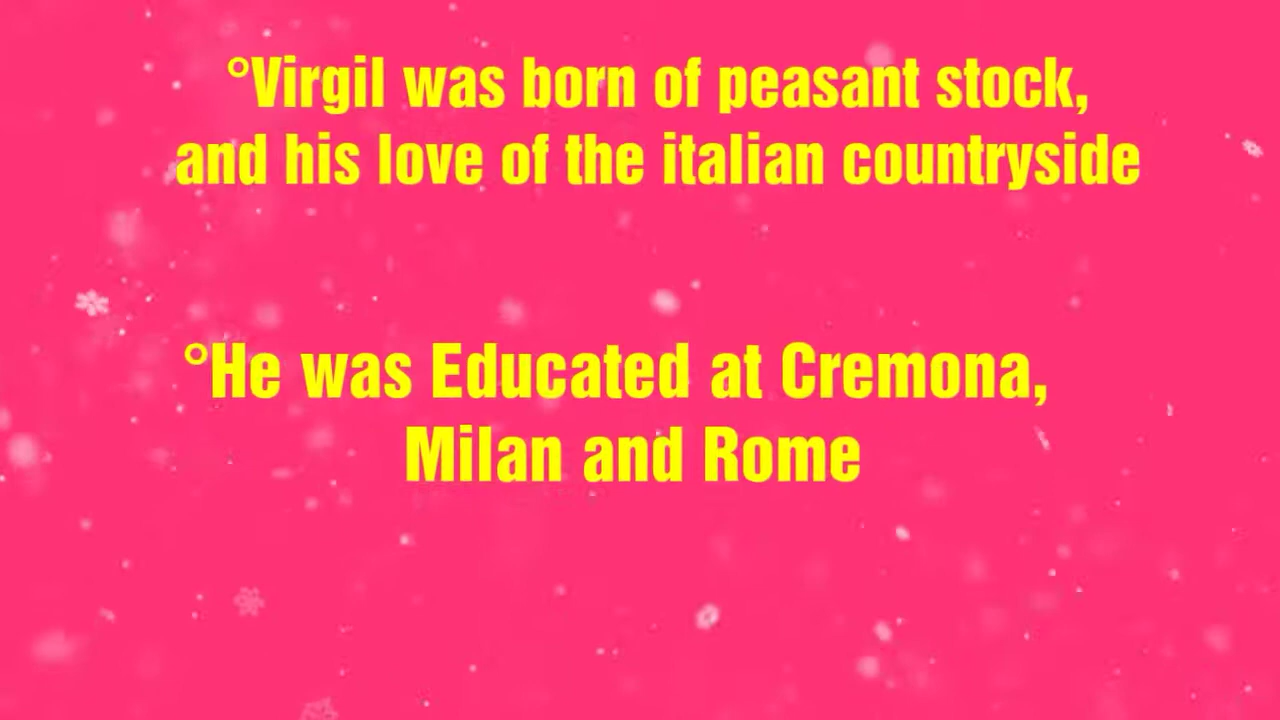 °Virgil was born of peasant stock,
and his love of the italian countryside
°He was Educated at Cremona,
Milan and Rome